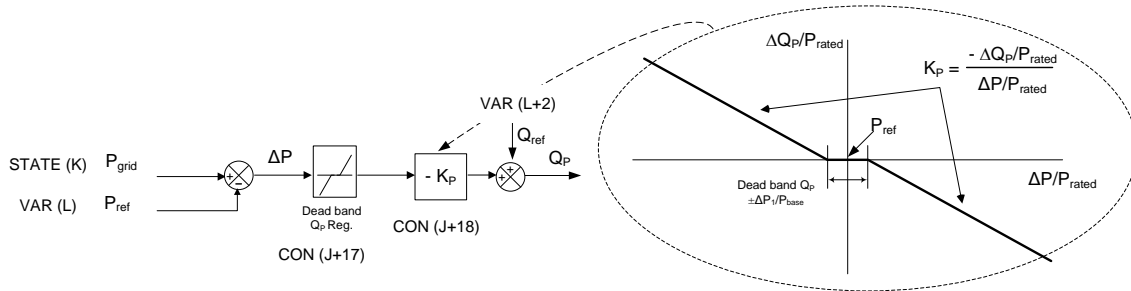 STATE (K) P_grid
VAR (L) P_ref
+
−
ΔP
Dead band
Q_P Reg.
CON (J+17)
- K_P
CON (J+18)
VAR (L+2)
Q_ref
+
+
Q_P
ΔQ_P/P_rated
K_P = - ΔQ_P/P_rated
ΔP/P_rated
P_ref
Dead band Q_P
±ΔP_1/P_base
ΔP/P_rated